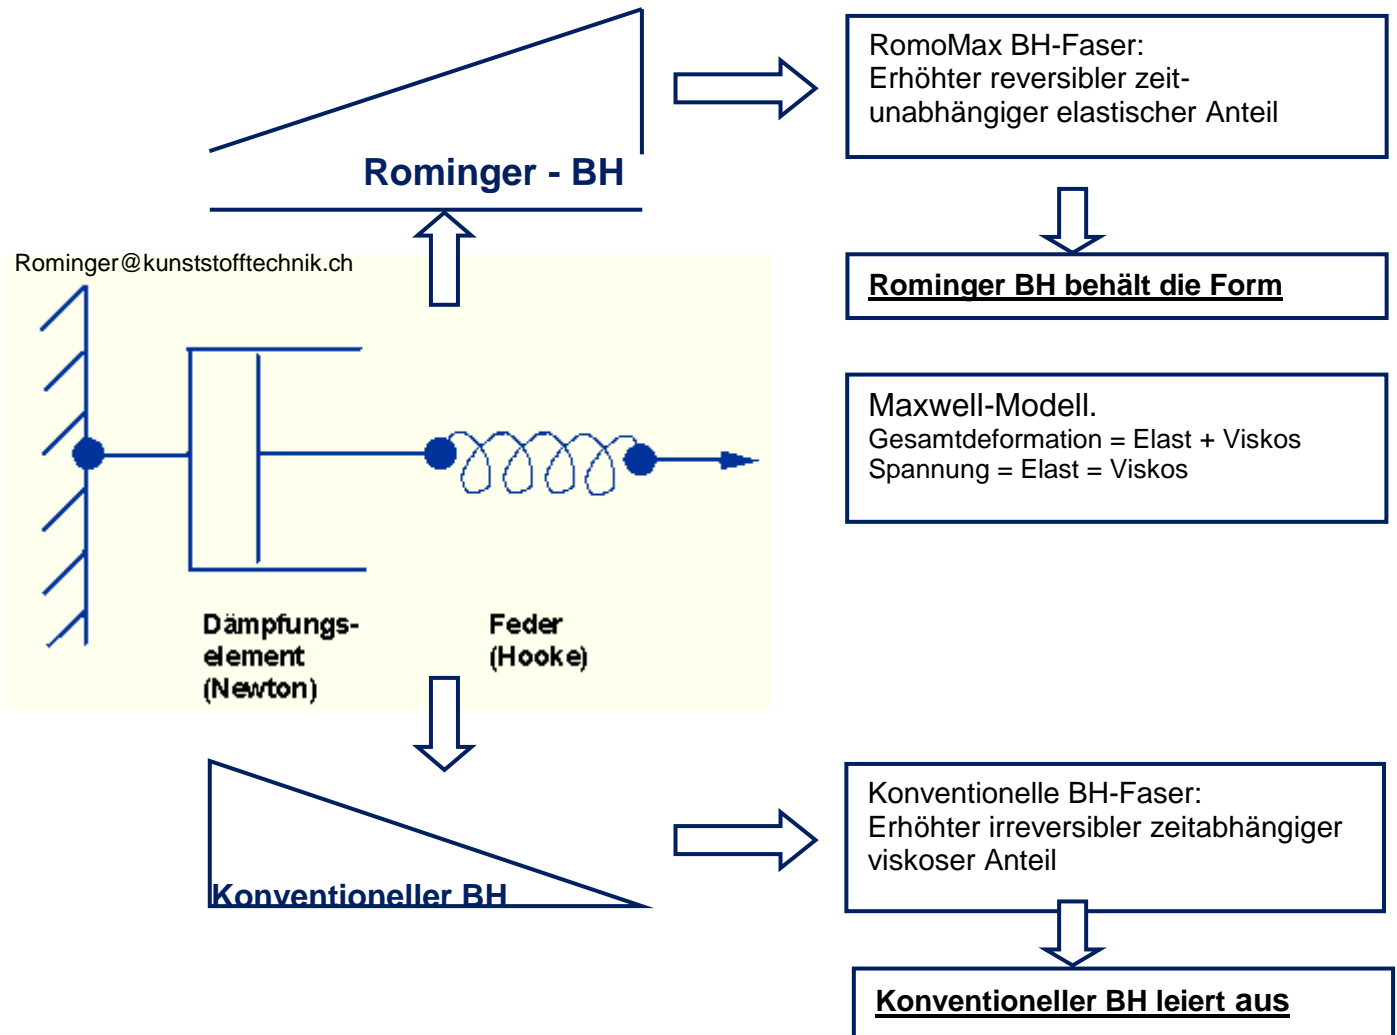 RomoMax BH-Faser:
Erhöhter reversibler zeit-
unabhängiger elastischer Anteil
Rominger - BH
Rominger@kunststofftechnik.ch
Rominger BH behält die Form
Maxwell-Modell.
Gesamtdeformation = Elast + Viskos
Spannung = Elast = Viskos
Dämpfungs-
element
(Newton)
Feder
(Hooke)
Konventioneller BH
Konventionelle BH-Faser:
Erhöhter irreversibler zeitabhängiger
viskoser Anteil
Konventioneller BH leiert aus